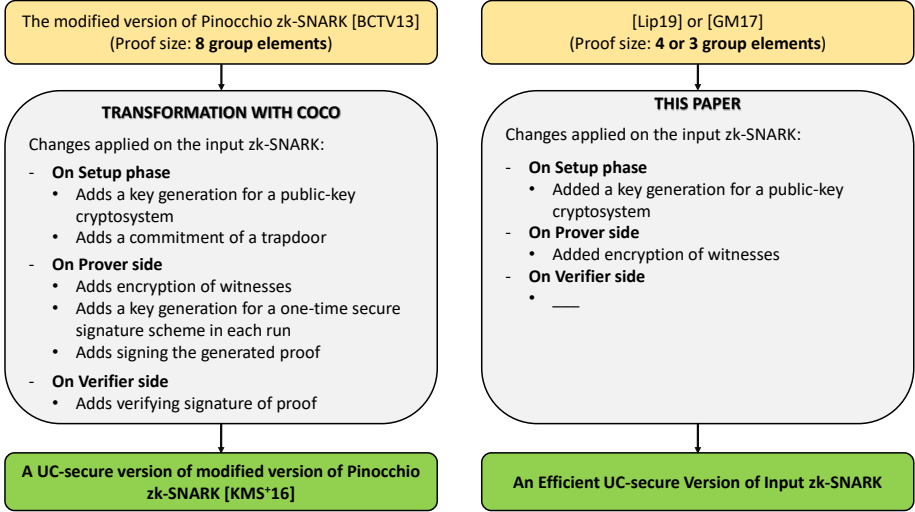 The modified version of Pinocchio zk-SNARK [BCTV13]
(Proof size: 8 group elements)
TRANSFORMATION WITH COCO
Changes applied on the input zk-SNARK:
- On Setup phase
• Adds a key generation for a public-key
cryptosystem
• Adds a commitment of a trapdoor
- On Prover side
• Adds encryption of witnesses
• Adds a key generation for a one-time secure
signature scheme in each run
• Adds signing the generated proof
- On Verifier side
• Adds verifying signature of proof
A UC-secure version of modified version of Pinocchio
zk-SNARK [KMS⁺16]
[Lip19] or [GM17]
(Proof size: 4 or 3 group elements)
THIS PAPER
Changes applied on the input zk-SNARK:
- On Setup phase
• Added a key generation for a public-key
cryptosystem
- On Prover side
• Added encryption of witnesses
- On Verifier side
• ___
An Efficient UC-secure Version of Input zk-SNARK